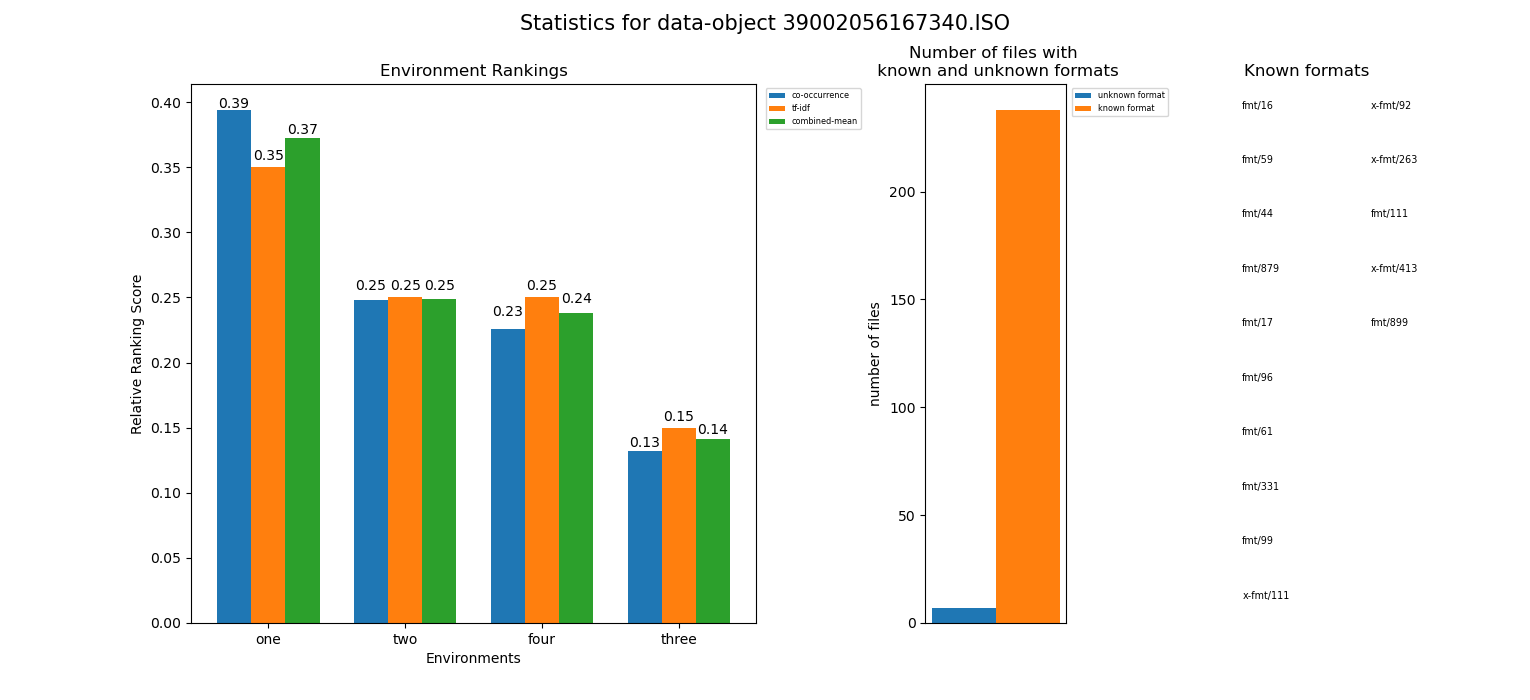 Statistics for data-object 39002056167340.ISO
Environment Rankings
0.40
0.35
0.30
0.25
0.20
0.15
0.10
0.05
0.00
Relative Ranking Score
0.39
0.35
0.37
0.25
0.25
0.25
0.23
0.25
0.24
0.13
0.15
0.14
one
two
four
three
Environments
co-occurrence
tf-idf
combined-mean
Number of files with
known and unknown formats
200
150
100
50
0
number of files
unknown format
known format
Known formats
fmt/16
fmt/59
fmt/44
fmt/879
fmt/17
fmt/96
fmt/61
fmt/331
fmt/99
x-fmt/111
x-fmt/92
x-fmt/263
fmt/111
x-fmt/413
fmt/899